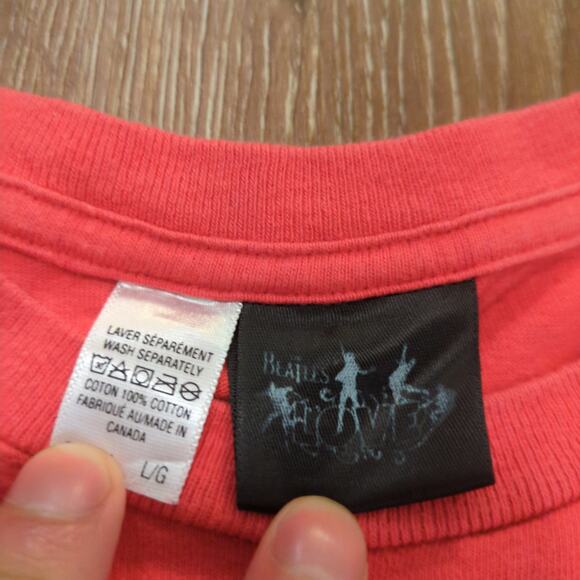 LAVER SÉPARÉMENT
WASH SEPARATELY
COTON 100% COTTON
FABRIQUÉ AU/MADE IN
CANADA
L/G
BEATLES
LOVE